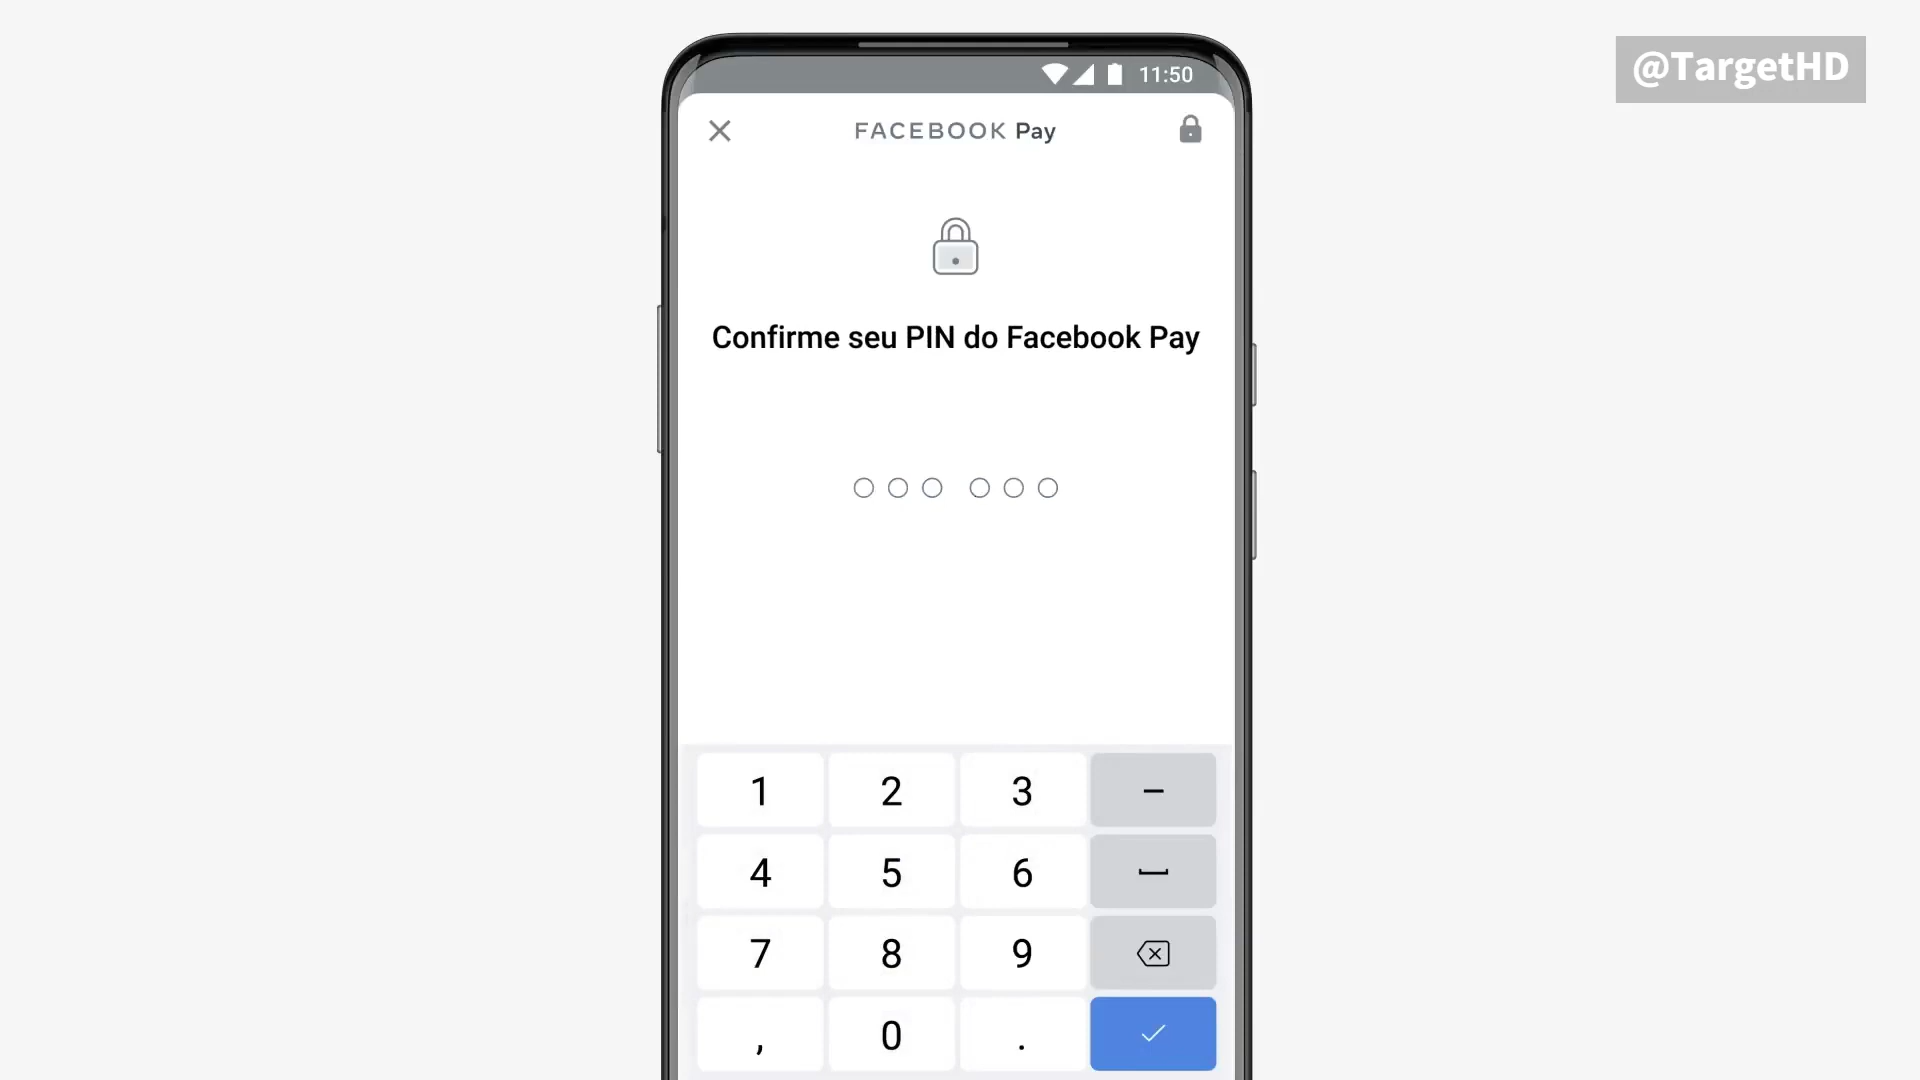 @TargetHD
11:50
FACEBOOK Pay
Confirme seu PIN do Facebook Pay
1 2 3 –
4 5 6
7 8 9
, 0 .